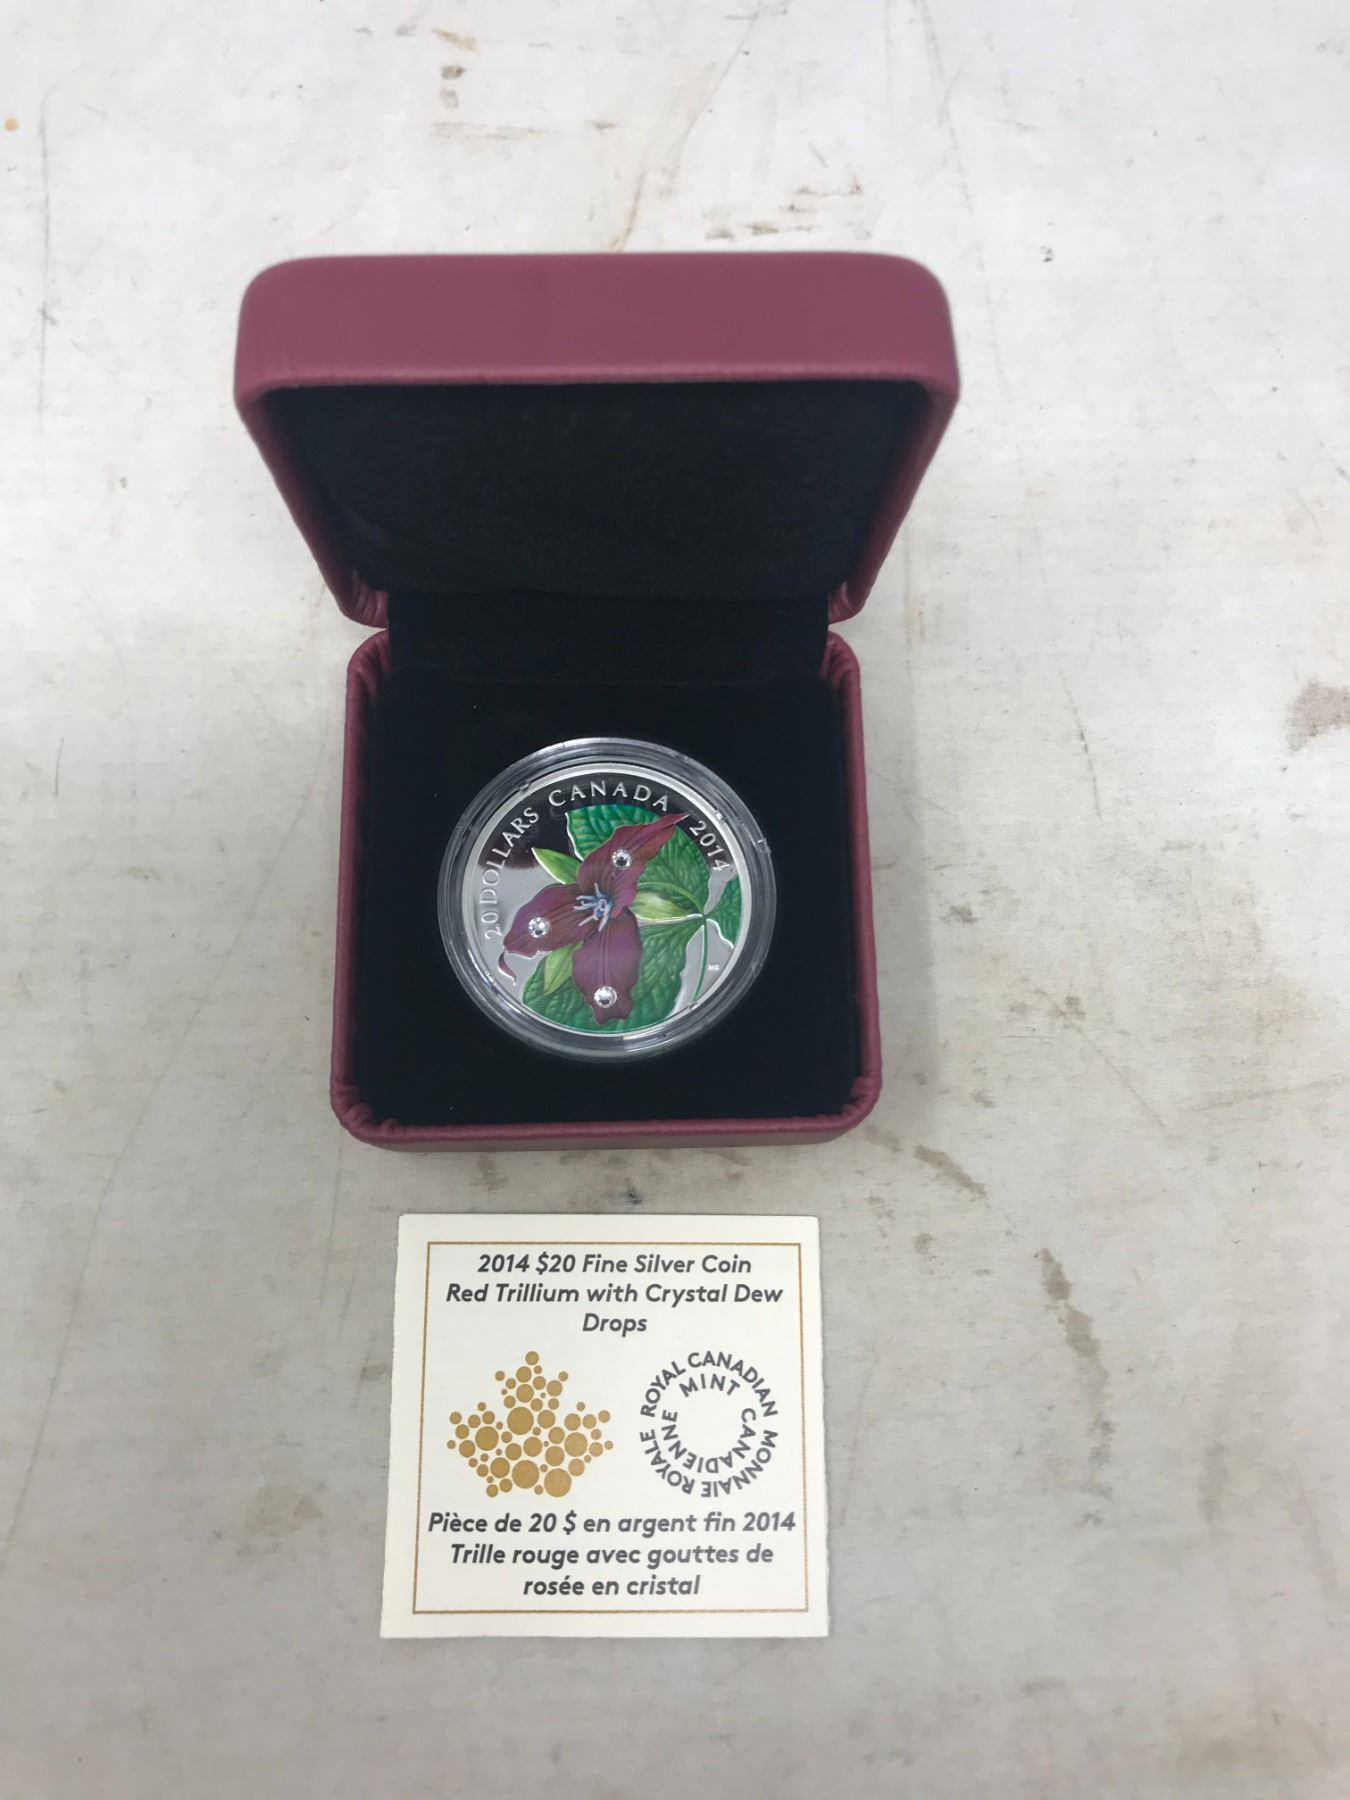 20 DOLLARS CANADA 2014
2014 $20 Fine Silver Coin
Red Trillium with Crystal Dew
Drops
ROYAL CANADIAN
MINT
MONNAIE ROYALE
CANADIENNE
Pièce de 20 $ en argent fin 2014
Trille rouge avec gouttes de
rosée en cristal